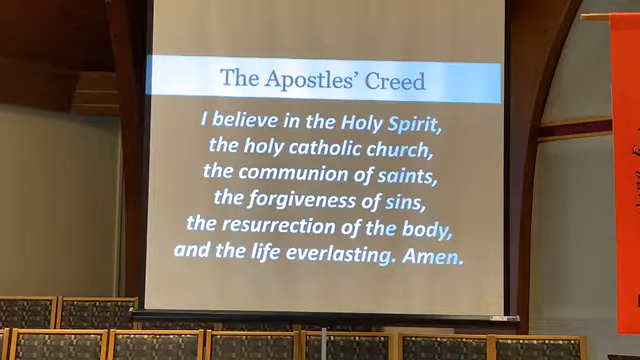 The Apostles’ Creed
I believe in the Holy Spirit,
the holy catholic church,
the communion of saints,
the forgiveness of sins,
the resurrection of the body,
and the life everlasting. Amen.